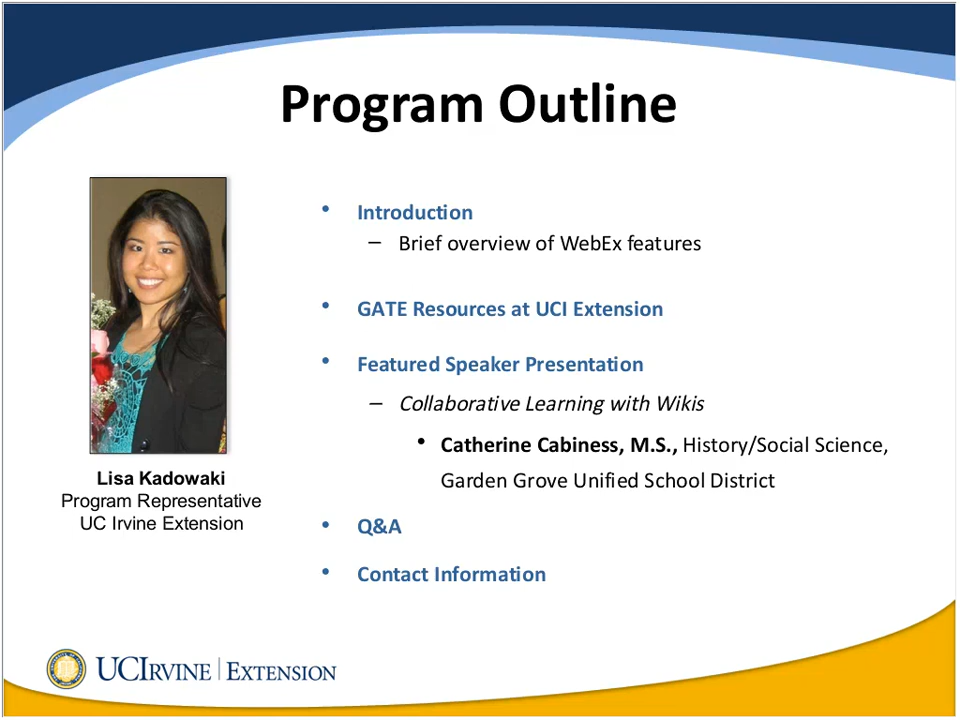 Program Outline
Lisa Kadowaki
Program Representative
UC Irvine Extension
• Introduction
– Brief overview of WebEx features
• GATE Resources at UCI Extension
• Featured Speaker Presentation
– Collaborative Learning with Wikis
• Catherine Cabiness, M.S., History/Social Science,
Garden Grove Unified School District
• Q&A
• Contact Information
UCIRVINE | EXTENSION